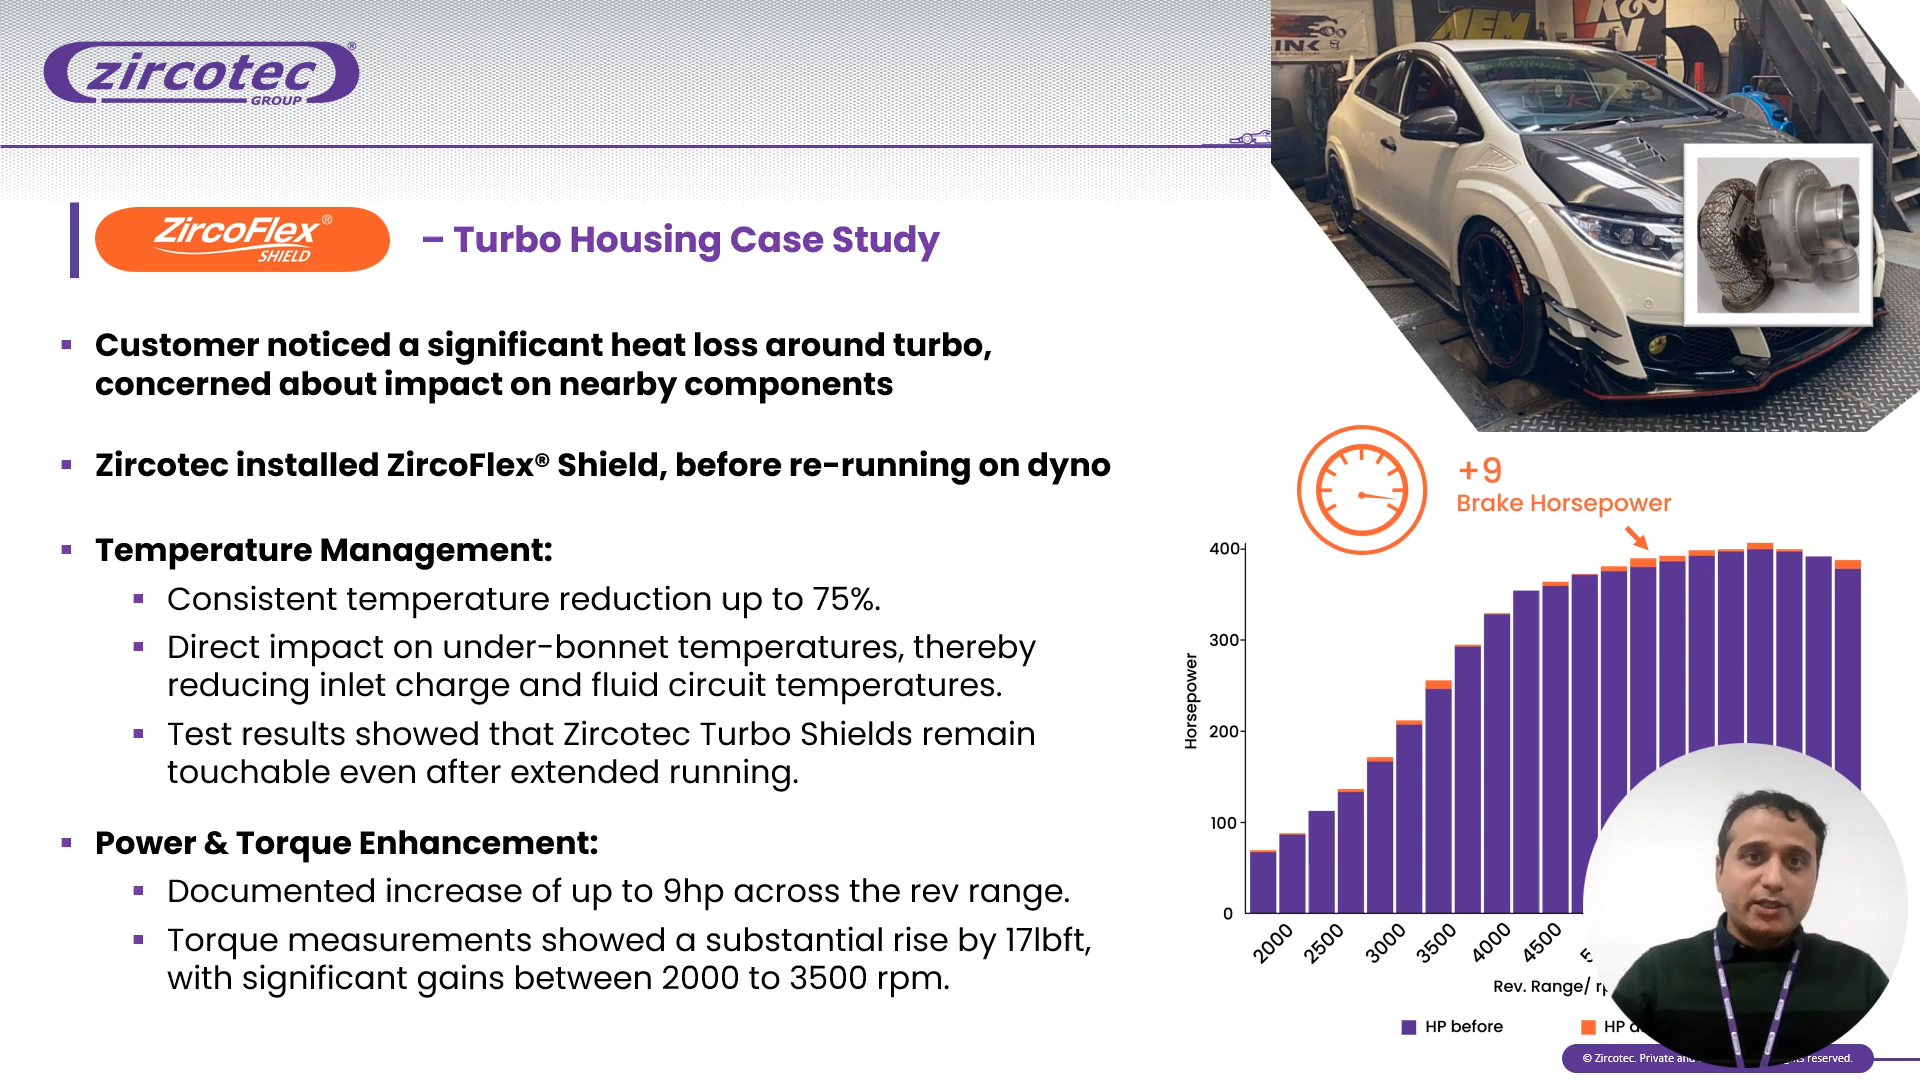 zircotec®
GROUP
ZircoFlex®
SHIELD
– Turbo Housing Case Study
▪ Customer noticed a significant heat loss around turbo,
concerned about impact on nearby components
▪ Zircotec installed ZircoFlex® Shield, before re-running on dyno
▪ Temperature Management:
▪ Consistent temperature reduction up to 75%.
▪ Direct impact on under-bonnet temperatures, thereby
reducing inlet charge and fluid circuit temperatures.
▪ Test results showed that Zircotec Turbo Shields remain
touchable even after extended running.
▪ Power & Torque Enhancement:
▪ Documented increase of up to 9hp across the rev range.
▪ Torque measurements showed a substantial rise by 17lbft,
with significant gains between 2000 to 3500 rpm.
AEM
K&N
MICHELIN
+9
Brake Horsepower
Horsepower
400
300
200
100
0
2000 2500 3000 3500 4000 4500
Rev. Range/
HP before
HP
© Zircotec. Private and
reserved.